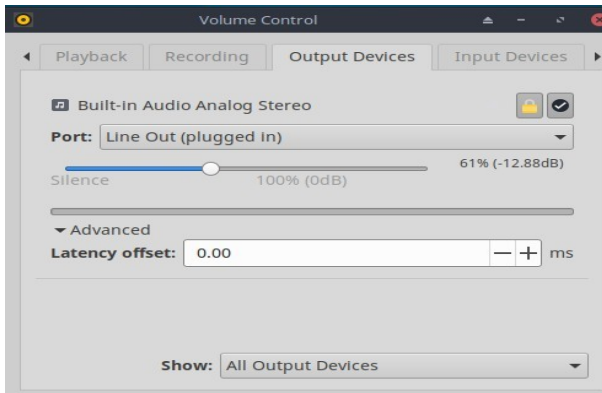 Volume Control
Playback Recording Output Devices Input Devices
Built-in Audio Analog Stereo
Port: Line Out (plugged in)
61% (-12.88dB)
Silence 100% (0dB)
Advanced
Latency offset: 0.00 ms
Show: All Output Devices